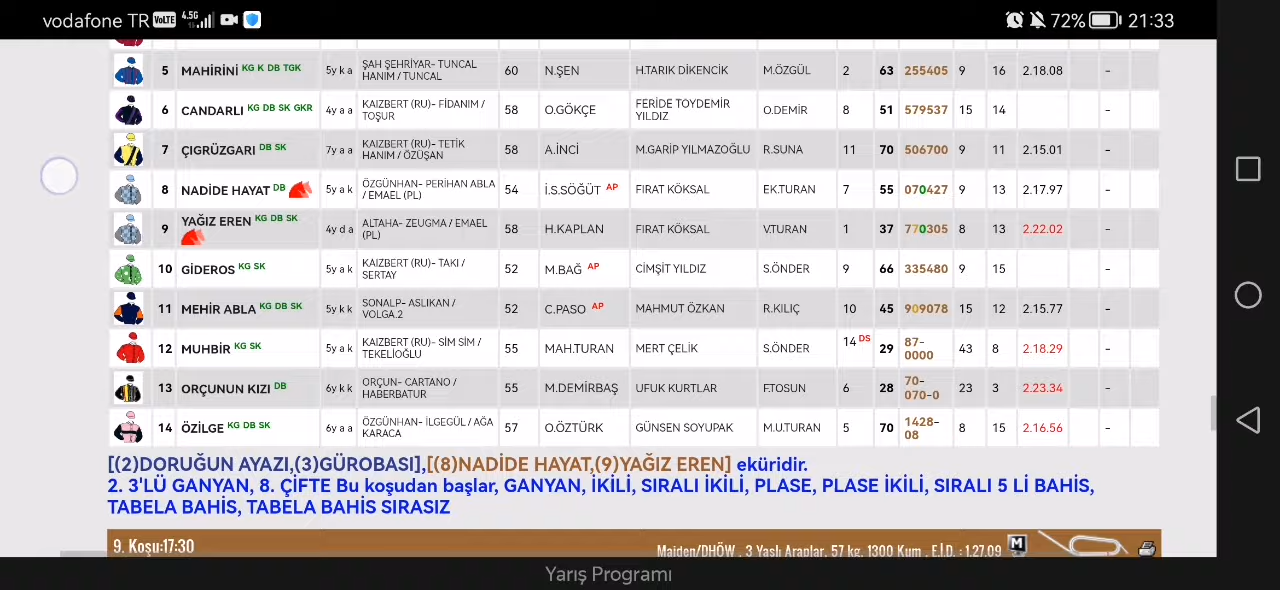 vodafone TR VoLTE 4.5G 72% 21:33
5 MAHİRİNİ KG K DB TGK 5y k a ŞAH ŞEHRİYAR- TUNCAL HANIM / TUNCAL 60 N.ŞEN H.TARIK DİKENCİK M.ÖZGÜL 2 63 255405 9 16 2.18.08 -
6 CANDARLI KG DB SK GKR 4y a a KAIZBERT (RU)- FİDANIM / TOŞUR 58 O.GÖKÇE FERİDE TOYDEMİR YILDIZ O.DEMİR 8 51 579537 15 14 -
7 ÇIGRÜZGARI DB SK 7y a a KAIZBERT (RU)- TETİK HANIM / ÖZÜŞAN 58 A.İNCİ M.GARİP YILMAZOĞLU R.SUNA 11 70 506700 9 11 2.15.01 -
8 NADİDE HAYAT DB 5y a k ÖZGÜNHAN- PERİHAN ABLA / EMAEL (PL) 54 İ.S.SÖĞÜT AP FIRAT KÖKSAL EK.TURAN 7 55 070427 9 13 2.17.97 -
9 YAĞIZ EREN KG DB SK 4y d a ALTAHA- ZEUGMA / EMAEL (PL) 58 H.KAPLAN FIRAT KÖKSAL V.TURAN 1 37 770305 8 13 2.22.02 -
10 GİDEROS KG SK 5y a k KAIZBERT (RU)- TAKI / SERTAY 52 M.BAĞ AP CİMŞİT YILDIZ S.ÖNDER 9 66 335480 9 15 -
11 MEHİR ABLA KG DB SK 5y k k SONALP- ASLIKAN / VOLGA.2 52 C.PASO AP MAHMUT ÖZKAN R.KILIÇ 10 45 909078 15 12 2.15.77 -
12 MUHBİR KG SK 5y a k KAIZBERT (RU)- SİM SİM / TEKELİOĞLU 55 MAH.TURAN MERT ÇELİK S.ÖNDER 14 DS 29 87-0000 43 8 2.18.29 -
13 ORÇUNUN KIZI DB 6y k k ORÇUN- CARTANO / HABERBATUR 55 M.DEMİRBAŞ UFUK KURTLAR F.TOSUN 6 28 70-070-0 23 3 2.23.34 -
14 ÖZİLGE KG DB SK 6y a a ÖZGÜNHAN- İLGEGÜL / AĞA KARACA 57 O.ÖZTÜRK GÜNSEN SOYUPAK M.U.TURAN 5 70 1428-08 8 15 2.16.56 -
[(2)DORUĞUN AYAZI,(3)GÜROBASI],[(8)NADİDE HAYAT,(9)YAĞIZ EREN] eküridir.
2. 3'LÜ GANYAN, 8. ÇİFTE Bu koşudan başlar, GANYAN, İKİLİ, SIRALI İKİLİ, PLASE, PLASE İKİLİ, SIRALI 5 Lİ BAHİS,
TABELA BAHİS, TABELA BAHİS SIRASIZ
9. Koşu:17:30 Maiden/DHÖW , 3 Yaşlı Araplar, 57 kg, 1300 Kum , E.İ.D. : 1.27.09 M
Yarış Programı